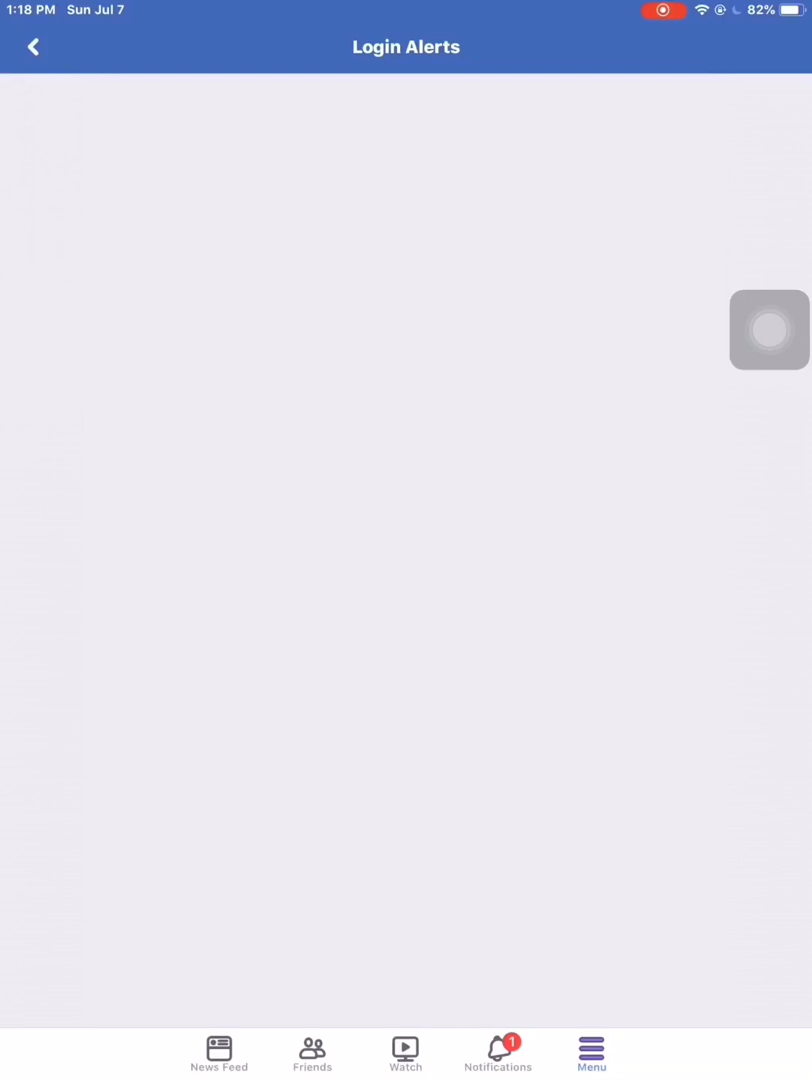 1:18 PM Sun Jul 7 82%
Login Alerts
1
News Feed Friends Watch Notifications Menu